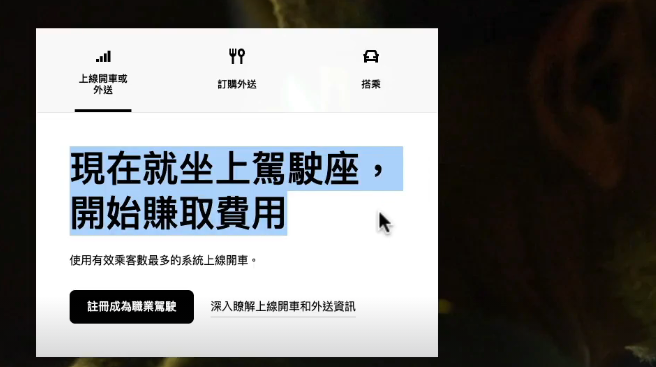 上線開車或
外送
訂購外送
搭乘
現在就坐上駕駛座，
開始賺取費用
使用有效乘客數最多的系統上線開車。
註冊成為職業駕駛
深入瞭解上線開車和外送資訊